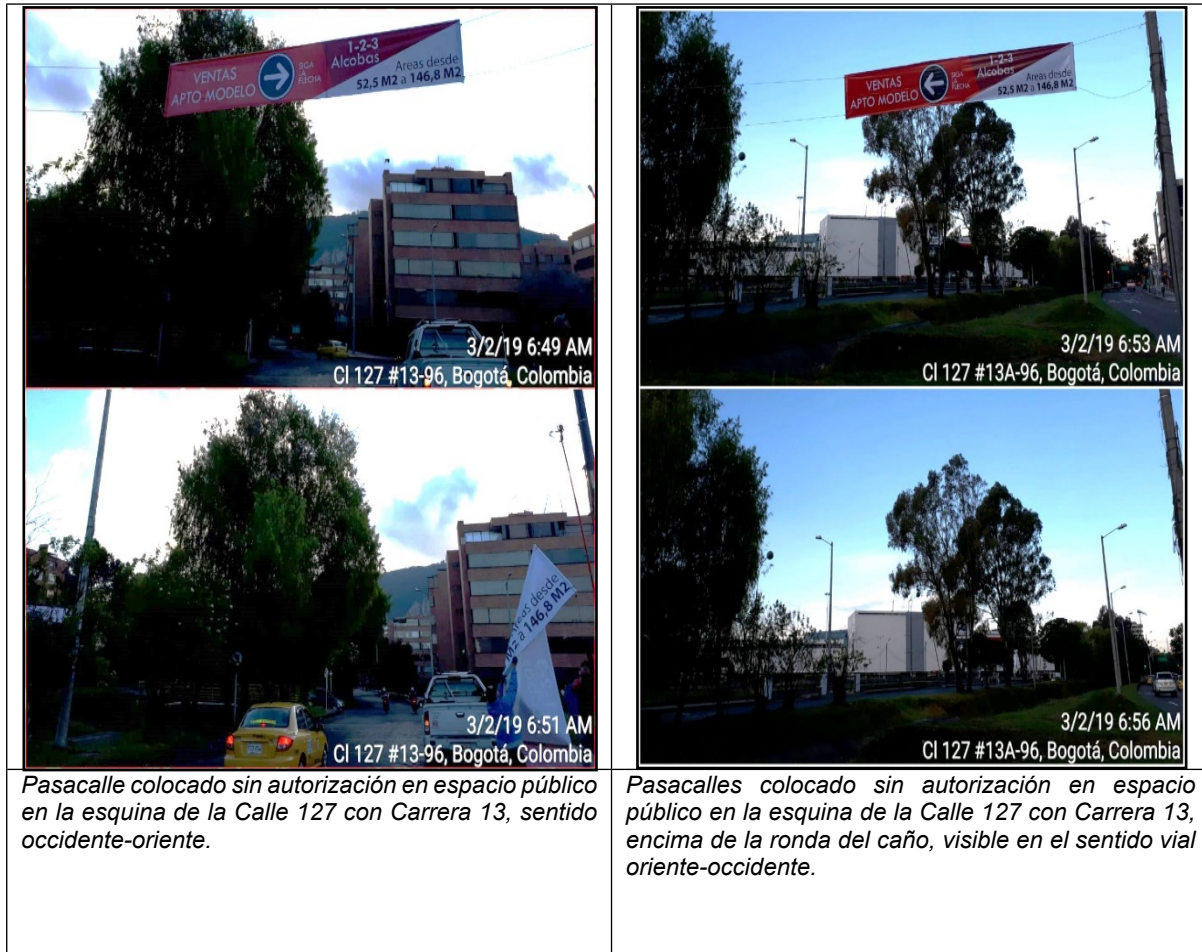 1-2-3
Alcobas
VENTAS
APTO MODELO
SIGA
LA
FLECHA
Areas desde
52,5 M2 a 146,8 M2
3/2/19 6:49 AM
Cl 127 #13-96, Bogotá, Colombia
1-2-3
Alcobas
VENTAS
APTO MODELO
SIGA
LA
FLECHA
Areas desde
52,5 M2 a 146,8 M2
3/2/19 6:53 AM
Cl 127 #13A-96, Bogotá, Colombia
Areas desde
M2 a 146,8 M2
3/2/19 6:51 AM
Cl 127 #13-96, Bogotá, Colombia
3/2/19 6:56 AM
Cl 127 #13A-96, Bogotá, Colombia
Pasacalle colocado sin autorización en espacio público
en la esquina de la Calle 127 con Carrera 13, sentido
occidente-oriente.
Pasacalles colocado sin autorización en espacio
público en la esquina de la Calle 127 con Carrera 13,
encima de la ronda del caño, visible en el sentido vial
oriente-occidente.